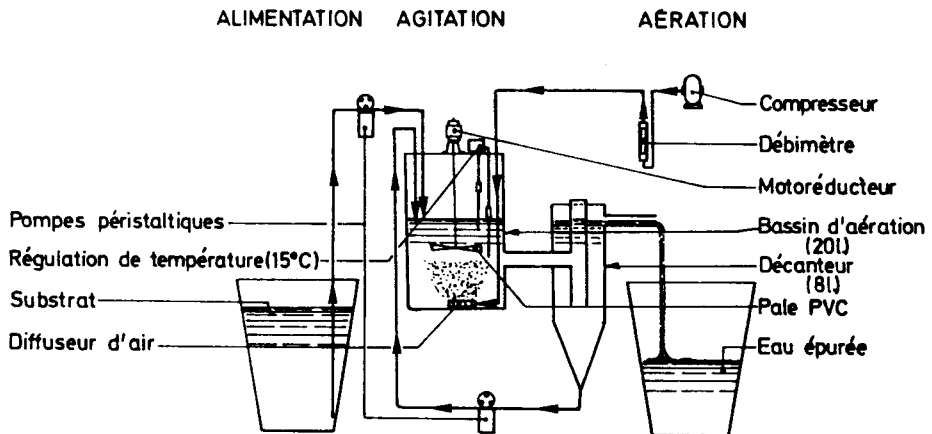 ALIMENTATION AGITATION AÉRATION
Compresseur
Débimètre
Motoréducteur
Pompes péristaltiques
Bassin d'aération
(20l.)
Régulation de température(15°C)
Décanteur
(8l.)
Substrat
Pale PVC
Diffuseur d'air
Eau épurée